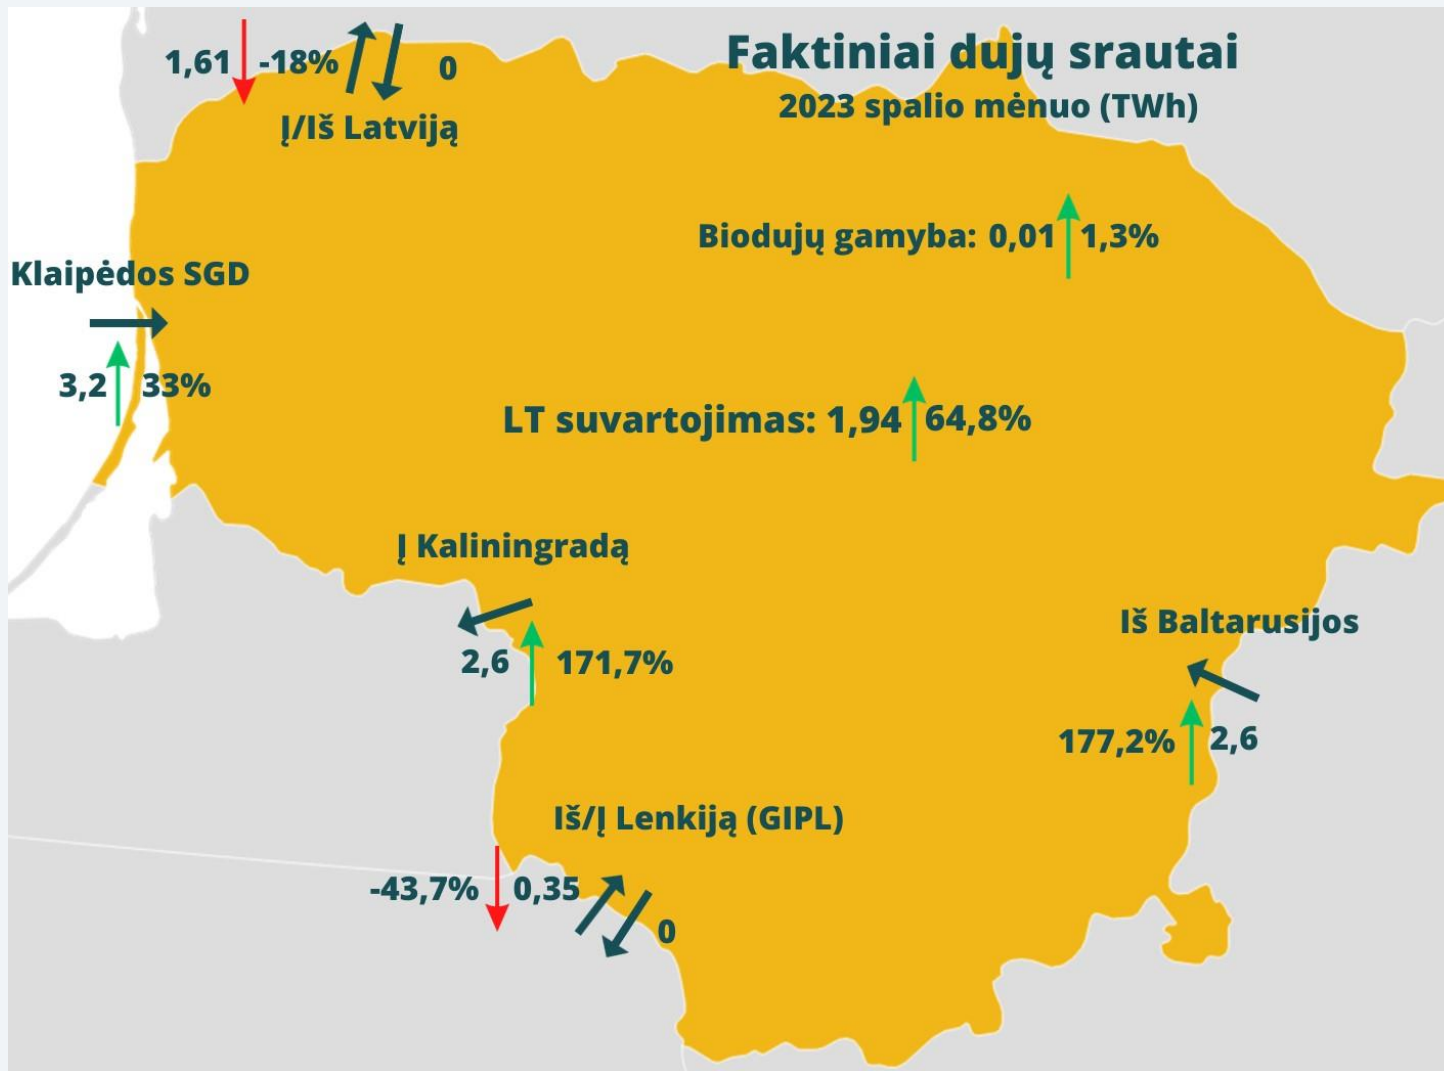 Faktiniai dujų srautai
2023 spalio mėnuo (TWh)
1,61 -18% 0
Į/Iš Latviją
Biodujų gamyba: 0,01 1,3%
Klaipėdos SGD
3,2 33%
LT suvartojimas: 1,94 64,8%
Į Kaliningradą
2,6 171,7%
Iš Baltarusijos
177,2% 2,6
Iš/Į Lenkiją (GIPL)
-43,7% 0,35
0